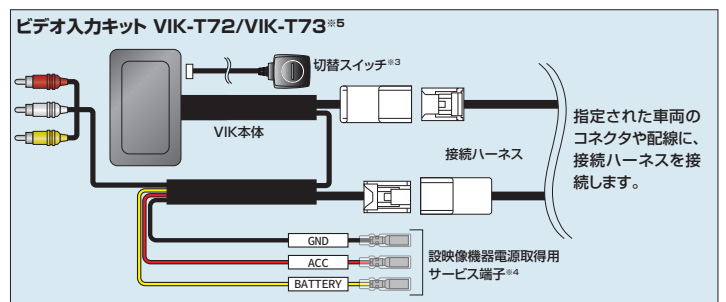 ビデオ入力キット VIK-T72/VIK-T73※5
切替スイッチ※3
VIK本体
接続ハーネス
指定された車両の
コネクタや配線に、
接続ハーネスを接
続します。
GND
ACC
BATTERY
設映像機器電源取得用
サービス端子※4